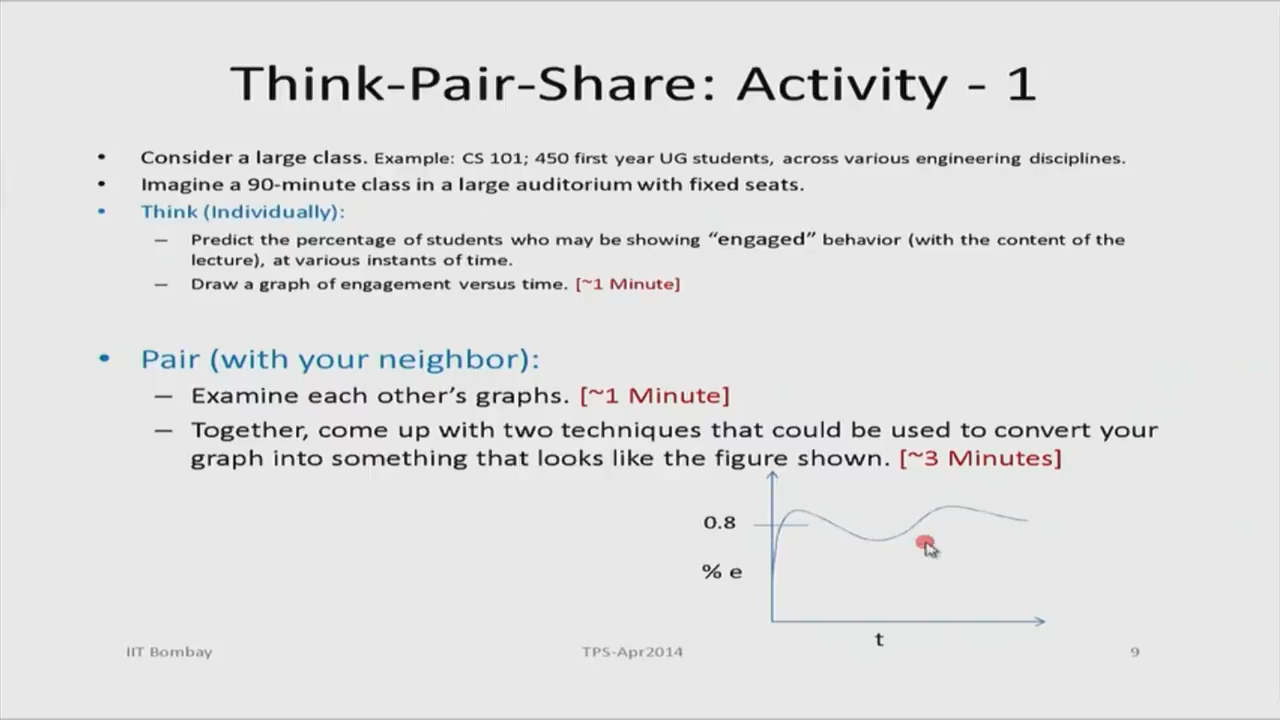 Think-Pair-Share: Activity - 1
• Consider a large class. Example: CS 101; 450 first year UG students, across various engineering disciplines.
• Imagine a 90-minute class in a large auditorium with fixed seats.
• Think (Individually):
– Predict the percentage of students who may be showing “engaged” behavior (with the content of the
lecture), at various instants of time.
– Draw a graph of engagement versus time. [~1 Minute]
• Pair (with your neighbor):
– Examine each other’s graphs. [~1 Minute]
– Together, come up with two techniques that could be used to convert your
graph into something that looks like the figure shown. [~3 Minutes]
0.8
% e
t
IIT Bombay
TPS-Apr2014
9